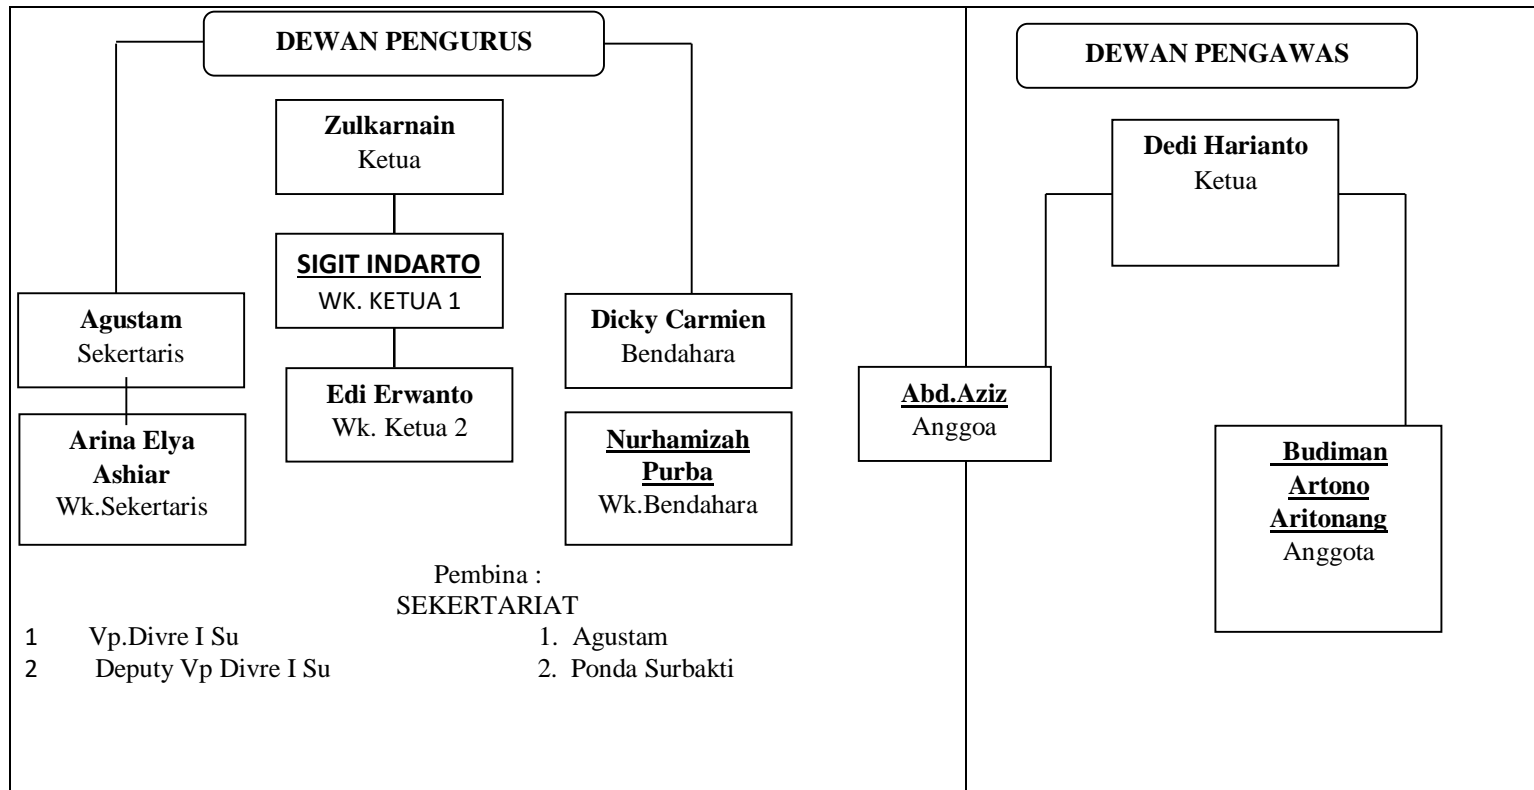 DEWAN PENGURUS
Zulkarnain
Ketua
SIGIT INDARTO
WK. KETUA 1
Agustam
Sekertaris
Dicky Carmien
Bendahara
Edi Erwanto
Wk. Ketua 2
Arina Elya
Ashiar
Wk.Sekertaris
Nurhamizah
Purba
Wk.Bendahara
Pembina :
SEKERTARIAT
1 Vp.Divre I Su 1. Agustam
2 Deputy Vp Divre I Su 2. Ponda Surbakti
DEWAN PENGAWAS
Dedi Harianto
Ketua
Abd.Aziz
Anggoa
Budiman
Artono
Aritonang
Anggota